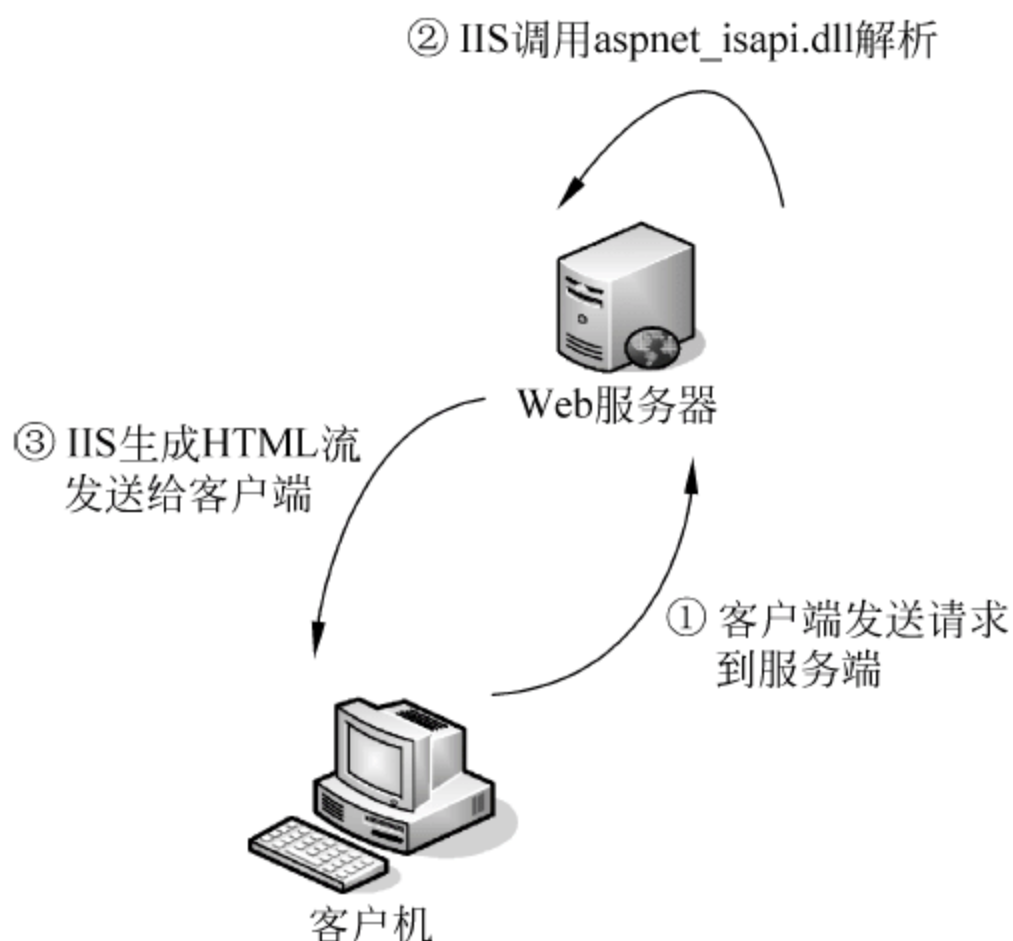 ② IIS调用aspnet_isapi.dll解析
Web服务器
③ IIS生成HTML流
发送给客户端
① 客户端发送请求
到服务端
客户机